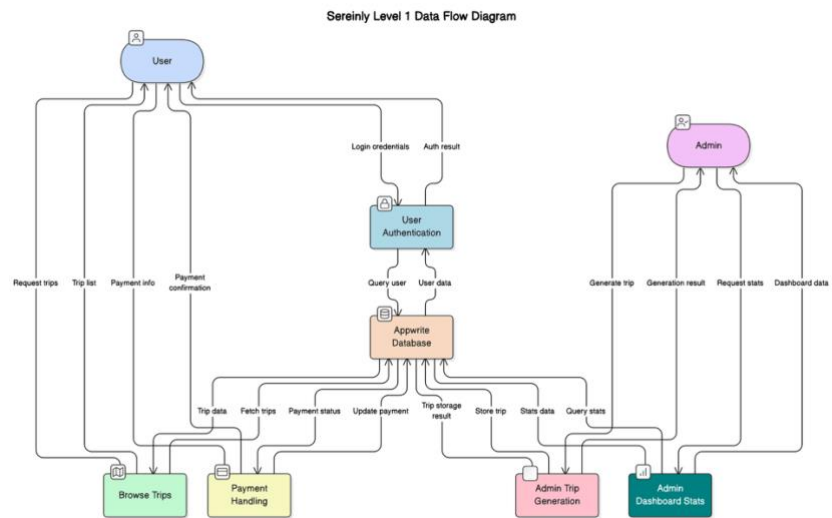 Sereinly Level 1 Data Flow Diagram
User
Admin
Login credentials
Auth result
User
Authentication
Request trips
Trip list
Payment info
Payment
confirmation
Query user
User data
Generate trip
Generation result
Request stats
Dashboard data
Appwrite
Database
Trip data
Fetch trips
Payment status
Update payment
Trip storage
result
Store trip
Stats data
Query stats
Browse Trips
Payment
Handling
Admin Trip
Generation
Admin
Dashboard Stats